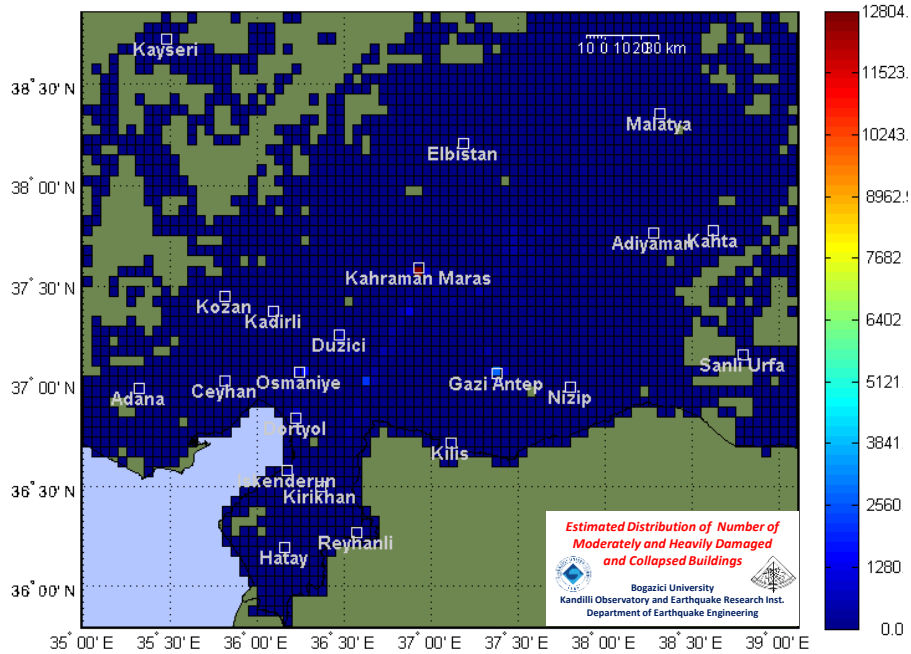 12804.
11523.
10243.
8962.9
7682
6402
5121
3841
2560
1280
0.0
38° 30' N
38° 00' N
37° 30' N
37° 00' N
36° 30' N
36° 00' N
35° 00' E
35° 30' E
36° 00' E
36° 30' E
37° 00' E
37° 30' E
38° 00' E
38° 30' E
39° 00' E
10 0 10 20 30 km
Kayseri
Malatya
Elbistan
Adiyaman
Kahta
Kahraman Maras
Kozan
Kadirli
Duzici
Sanli Urfa
Adana
Ceyhan
Osmaniye
Gazi Antep
Nizip
Dortyol
Kilis
Iskenderun
Kirikhan
Reyhanli
Hatay
Estimated Distribution of Number of
Moderately and Heavily Damaged
and Collapsed Buildings
Bogazici University
Kandilli Observatory and Earthquake Research Inst.
Department of Earthquake Engineering